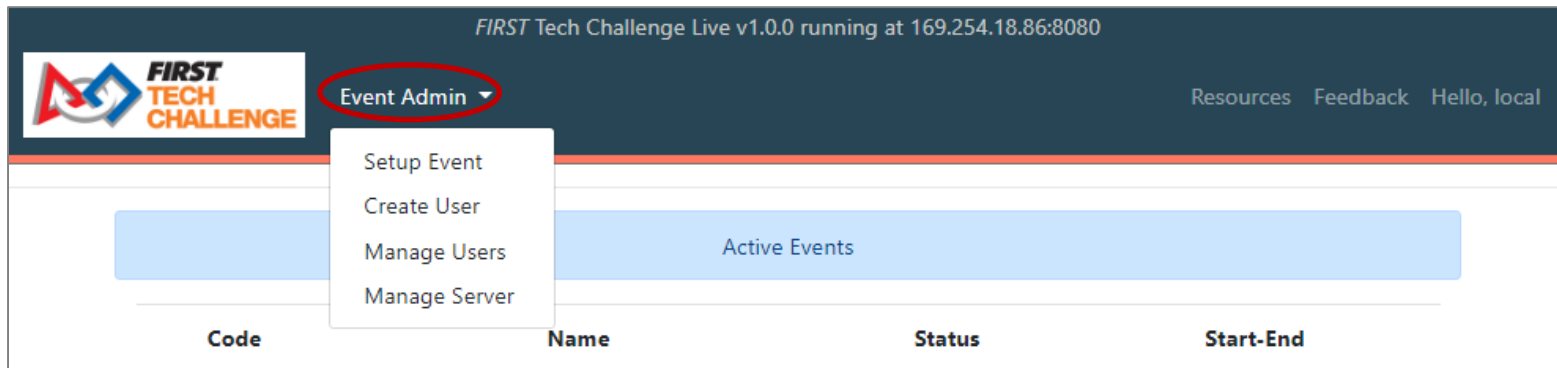 FIRST Tech Challenge Live v1.0.0 running at 169.254.18.86:8080
FIRST
TECH
CHALLENGE
Event Admin
Resources Feedback Hello, local
Setup Event
Create User
Manage Users
Manage Server
Active Events
Code Name Status Start-End